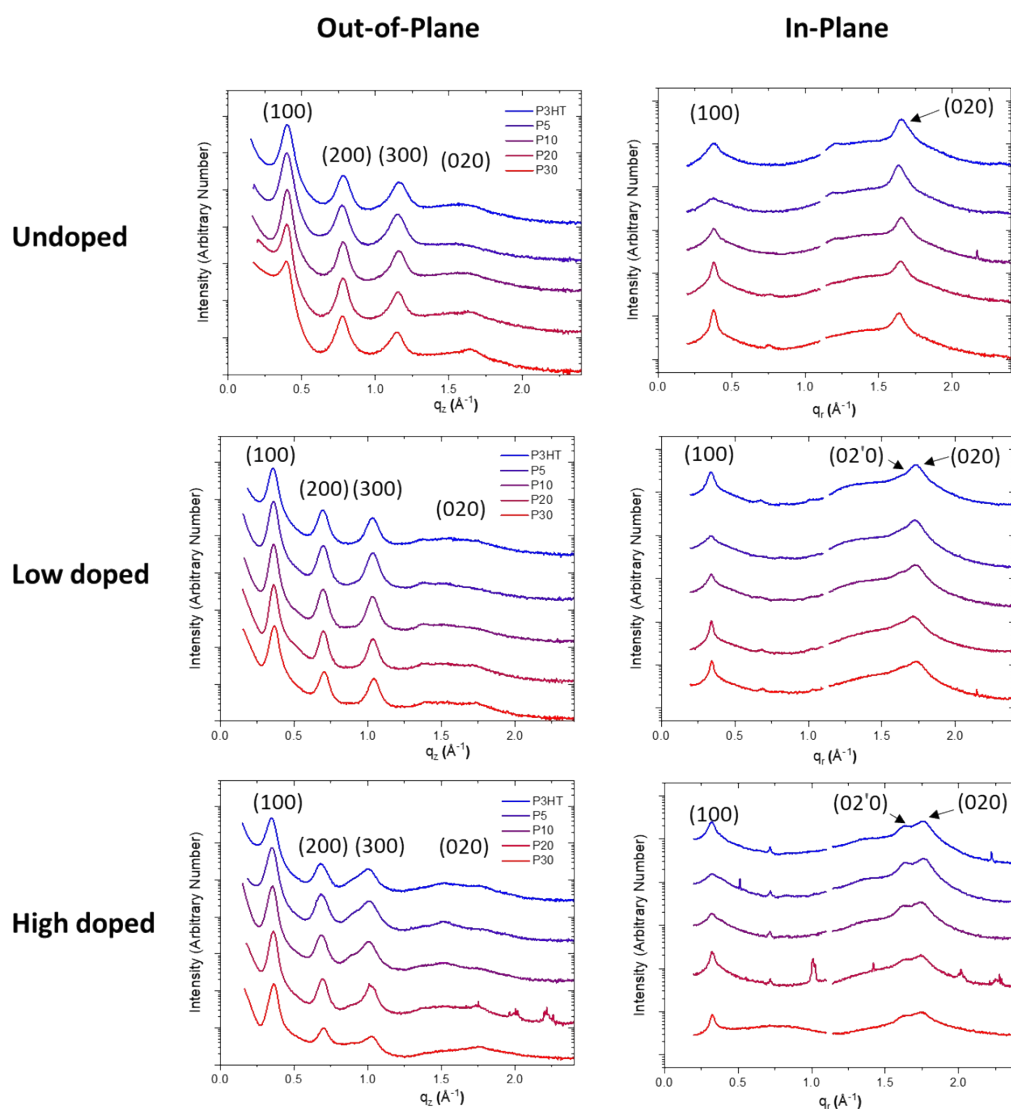 Out-of-Plane
In-Plane
Undoped
Intensity (Arbitrary Number)
(100)
(200)
(300)
(020)
P3HT
P5
P10
P20
P30
0.0 0.5 1.0 1.5 2.0
qz (Å-1)
Intensity (Arbitrary Number)
(100)
(020)
0.0 0.5 1.0 1.5 2.0
qr (Å-1)
Low doped
Intensity (Arbitrary Number)
(100)
(200)
(300)
(020)
P3HT
P5
P10
P20
P30
0.0 0.5 1.0 1.5 2.0
qz (Å-1)
Intensity (Arbitrary Number)
(100)
(02'0)
(020)
0.0 0.5 1.0 1.5 2.0
qr (Å-1)
High doped
Intensity (Arbitrary Number)
(100)
(200)
(300)
(020)
P3HT
P5
P10
P20
P30
0.0 0.5 1.0 1.5 2.0
qz (Å-1)
Intensity (Arbitrary Number)
(100)
(02'0)
(020)
0.0 0.5 1.0 1.5 2.0
qr (Å-1)